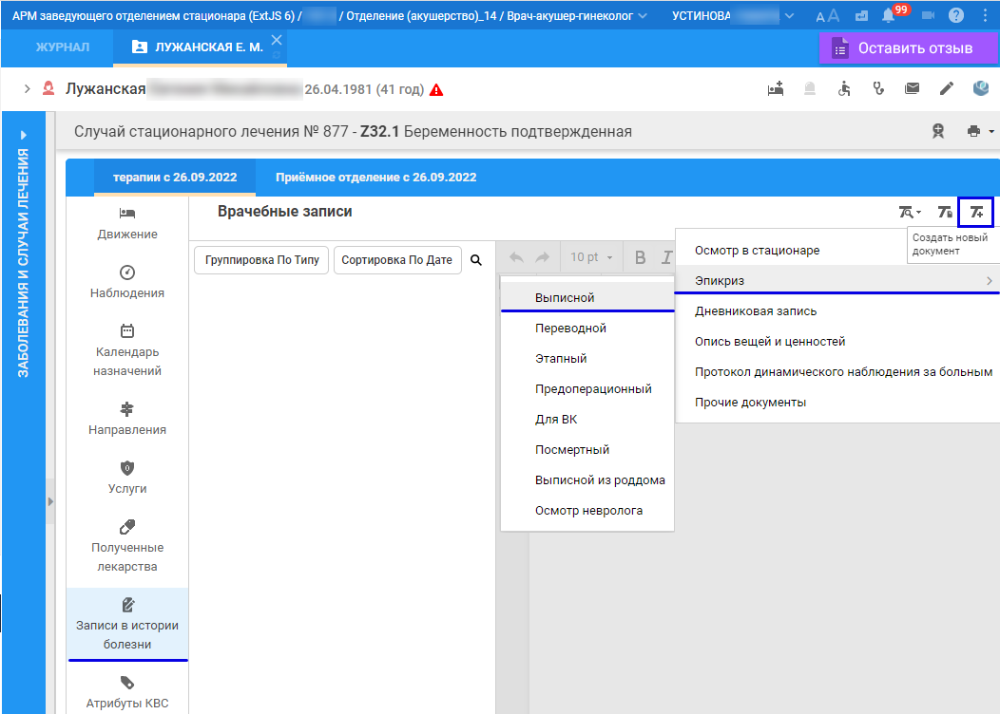 АРМ заведующего отделением стационара (ExtJS 6) / / Отделение (акушерство)_14 / Врач-акушер-гинеколог УСТИНОВА
AA 99 ?
ЖУРНАЛ
ЛУЖАНСКАЯ Е. М.
Оставить отзыв
Лужанская 26.04.1981 (41 год)
Случай стационарного лечения № 877 - Z32.1 Беременность подтвержденная
ЗАБОЛЕВАНИЯ И СЛУЧАИ ЛЕЧЕНИЯ
терапии с 26.09.2022
Приёмное отделение с 26.09.2022
Движение
Наблюдения
Календарь
назначений
Направления
Услуги
Полученные
лекарства
Записи в истории
болезни
Атрибуты КВС
Врачебные записи
Создать новый
документ
Группировка По Типу
Сортировка По Дате
10 pt
B I
Осмотр в стационаре
Эпикриз
Дневниковая запись
Опись вещей и ценностей
Протокол динамического наблюдения за больным
Прочие документы
Выписной
Переводной
Этапный
Предоперационный
Для ВК
Посмертный
Выписной из роддома
Осмотр невролога